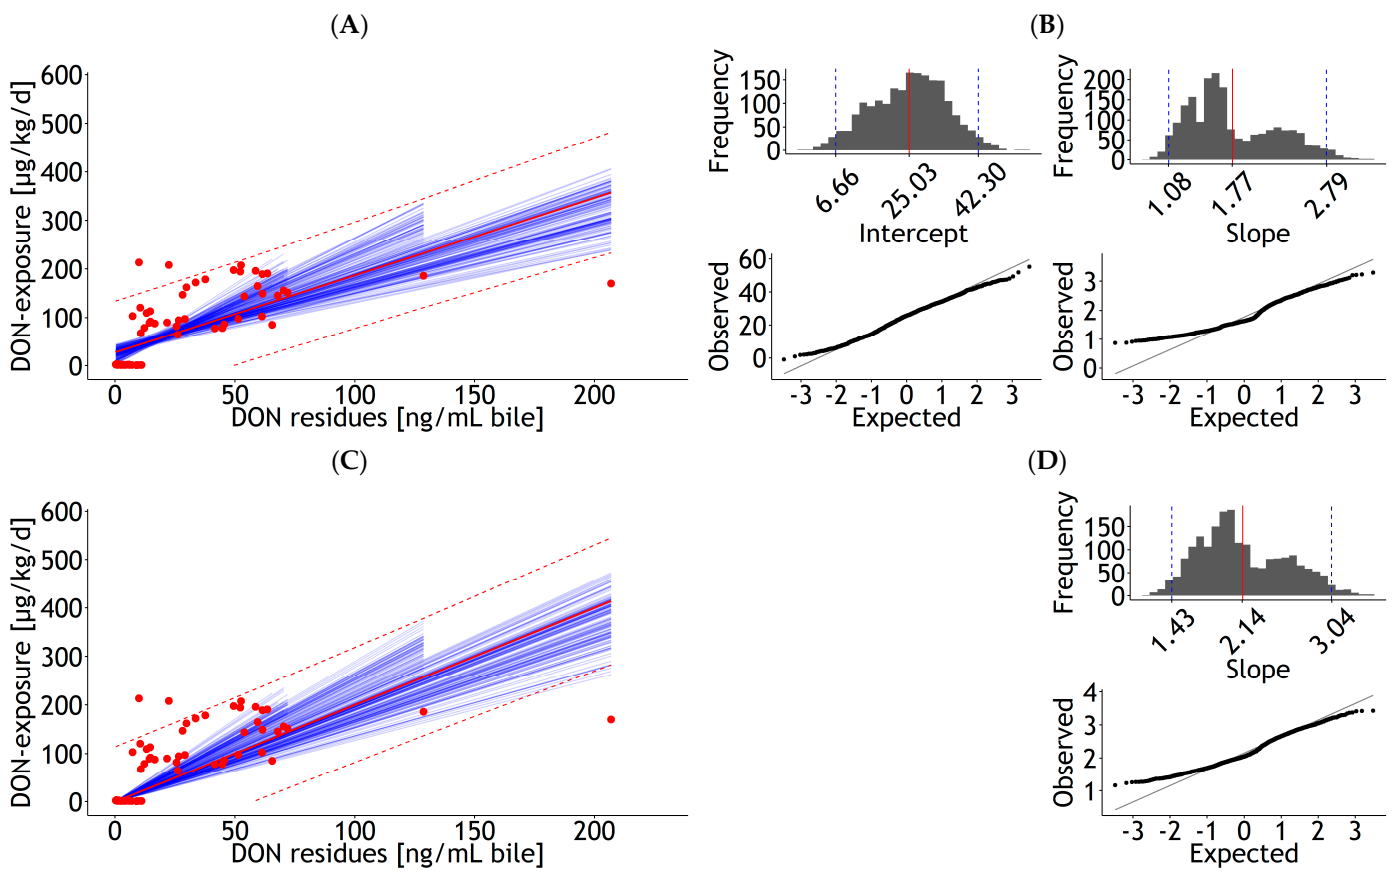 (A)
600
500
400
300
200
100
0
DON-exposure [µg/kg/d]
0 50 100 150 200
DON residues [ng/mL bile]
(B)
150
100
50
0
Frequency
6.66 25.03 42.30
Intercept
200
150
100
50
0
Frequency
1.08 1.77 2.79
Slope
60
40
20
0
Observed
-3 -2 -1 0 1 2 3
Expected
3
2
1
0
Observed
-3 -2 -1 0 1 2 3
Expected
(C)
600
500
400
300
200
100
0
DON-exposure [µg/kg/d]
0 50 100 150 200
DON residues [ng/mL bile]
(D)
150
100
50
0
Frequency
1.43 2.14 3.04
Slope
4
3
2
1
Observed
-3 -2 -1 0 1 2 3
Expected